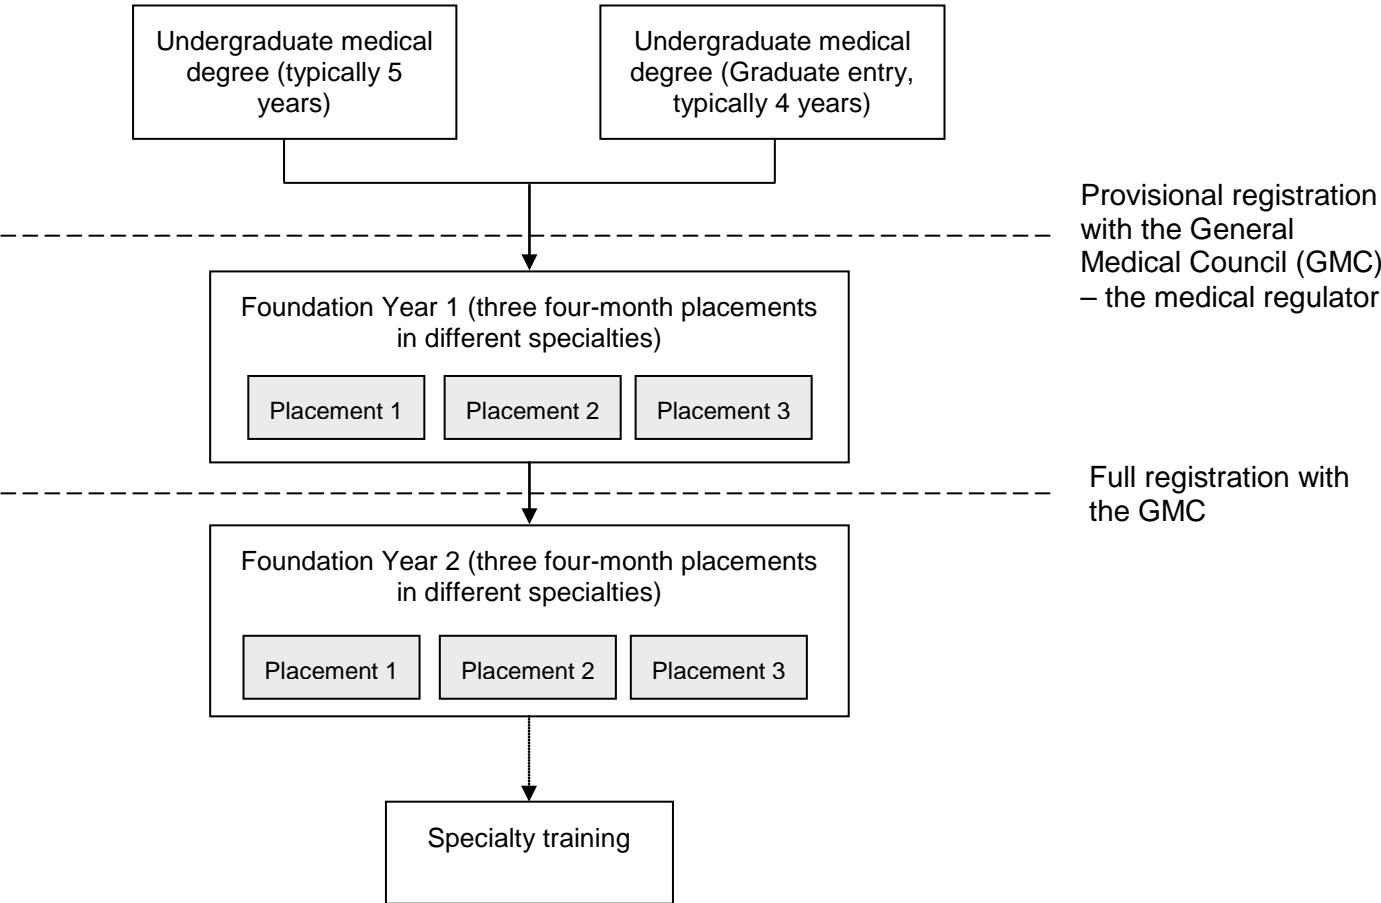 Undergraduate medical
degree (typically 5
years)
Undergraduate medical
degree (Graduate entry,
typically 4 years)
Provisional registration
with the General
Medical Council (GMC)
– the medical regulator
Foundation Year 1 (three four-month placements
in different specialties)
Placement 1
Placement 2
Placement 3
Full registration with
the GMC
Foundation Year 2 (three four-month placements
in different specialties)
Placement 1
Placement 2
Placement 3
Specialty training